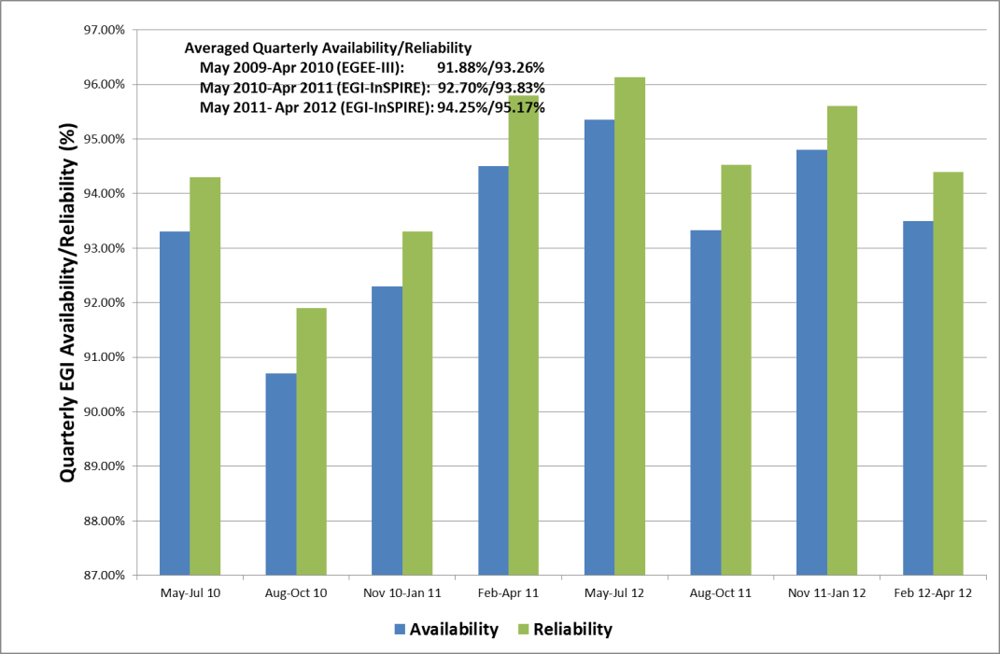 97.00%
96.00%
95.00%
94.00%
93.00%
92.00%
91.00%
90.00%
89.00%
88.00%
87.00%
Quarterly EGI Availability/Reliability (%)
Averaged Quarterly Availability/Reliability
May 2009-Apr 2010 (EGEE-III): 91.88%/93.26%
May 2010-Apr 2011 (EGI-InSPIRE): 92.70%/93.83%
May 2011- Apr 2012 (EGI-InSPIRE): 94.25%/95.17%
May-Jul 10 Aug-Oct 10 Nov 10-Jan 11 Feb-Apr 11 May-Jul 12 Aug-Oct 11 Nov 11-Jan 12 Feb 12-Apr 12
Availability Reliability